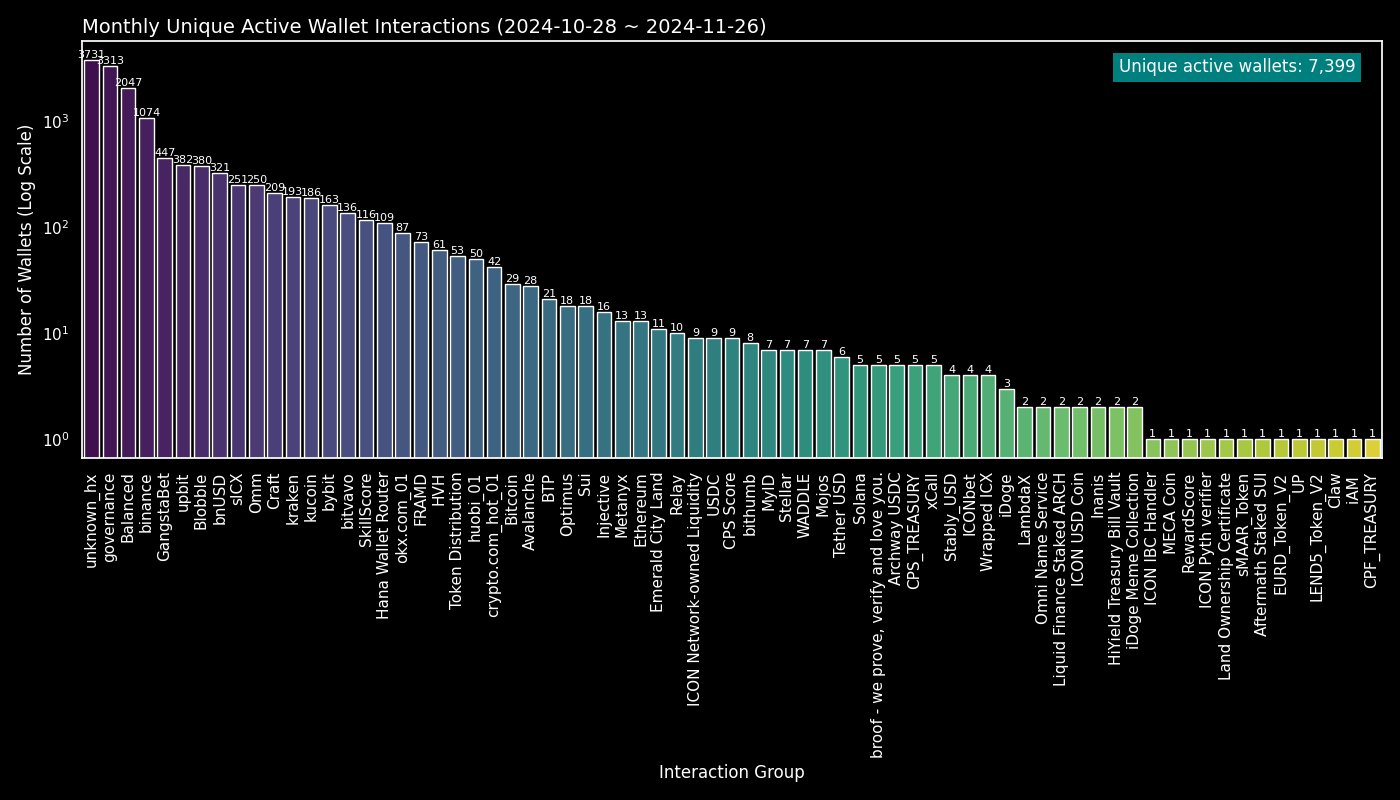 Monthly Unique Active Wallet Interactions (2024-10-28 ~ 2024-11-26)
Unique active wallets: 7,399
Number of Wallets (Log Scale)
10³
10²
10¹
10⁰
3731
3313
2047
1074
447
382
380
321
251
250
209
193
186
163
136
116
109
87
73
61
53
50
42
29
28
21
18
18
16
13
13
11
10
9
9
9
8
7
7
7
7
6
5
5
5
5
5
4
4
4
3
2
2
2
2
2
2
2
1
1
1
1
1
1
1
1
1
1
1
1
1
unknown_hx
governance
Balanced
binance
GangstaBet
upbit
Blobble
bnUSD
sICX
Omm
Craft
kraken
kucoin
bybit
bitvavo
SkillScore
Hana Wallet Router
okx.com_01
FRAMD
HVH
Token Distribution
huobi_01
crypto.com_hot_01
Bitcoin
Avalanche
BTP
Optimus
Sui
Injective
Metanyx
Ethereum
Emerald City Land
Relay
ICON Network-owned Liquidity
USDC
CPS Score
bithumb
MyID
Stellar
WADDLE
Mojos
Tether USD
Solana
broof - we prove, verify and love you.
Archway USDC
CPS_TREASURY
xCall
Stably_USD
ICONbet
Wrapped ICX
iDoge
LambdaX
Omni Name Service
Liquid Finance Staked ARCH
ICON USD Coin
Inanis
HiYield Treasury Bill Vault
iDoge Meme Collection
ICON IBC Handler
MECA Coin
RewardScore
ICON Pyth verifier
Land Ownership Certificate
sMAAR_Token
Aftermath Staked SUI
EURD_Token_V2
UP
LEND5_Token_V2
Claw
iAM
CPF_TREASURY
Interaction Group